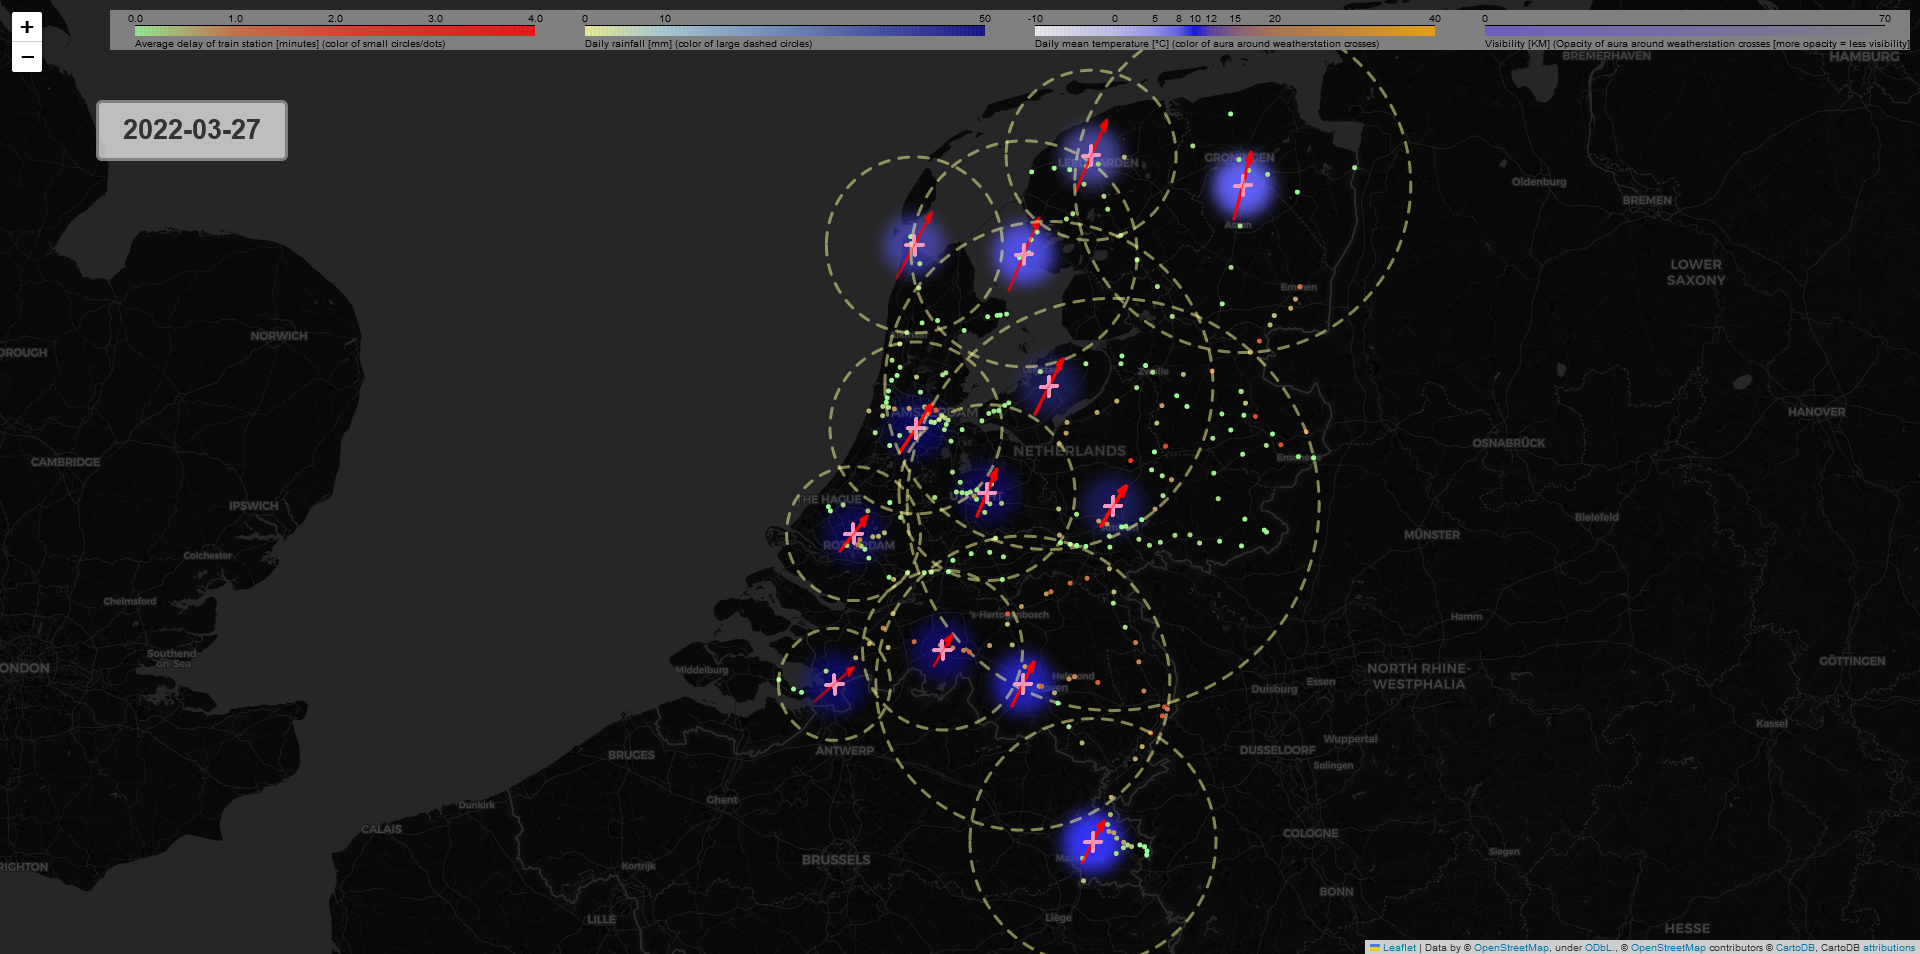 +
−
0.0 1.0 2.0 3.0 4.0
Average delay of train station [minutes] (color of small circles/dots)
0 10 50
Daily rainfall [mm] (color of large dashed circles)
-10 0 5 8 10 12 15 20 40
Daily mean temperature [°C] (color of aura around weatherstation crosses)
0 70
Visibility [KM] (Opacity of aura around weatherstation crosses [more opacity = less visibility]
2022-03-27
BREMERHAVEN
HAMBURG
GRONINGEN
Oldenburg
BREMEN
Assen
LOWER
SAXONY
Emmen
NORWICH
OROUGH
Zwolle
AMSTERDAM
HANOVER
OSNABRÜCK
NETHERLANDS
CAMBRIDGE
THE HAGUE
IPSWICH
Bielefeld
MÜNSTER
ROTTERDAM
Colchester
Chelmsford
's-Hertogenbosch
Hamm
Southend-
on Sea
ONDON
Middelburg
NORTH RHINE-
WESTPHALIA
GÖTTINGEN
Duisburg
Essen
Kassel
Wuppertal
DUSSELDORF
Solingen
ANTWERP
BRUGES
Ghent
Dunkirk
CALAIS
COLOGNE
Siegen
BRUSSELS
Kortrijk
RIGHTON
BONN
Liège
LILLE
HESSE
Leaflet | Data by © OpenStreetMap, under ODbL., © OpenStreetMap contributors © CartoDB, CartoDB attributions